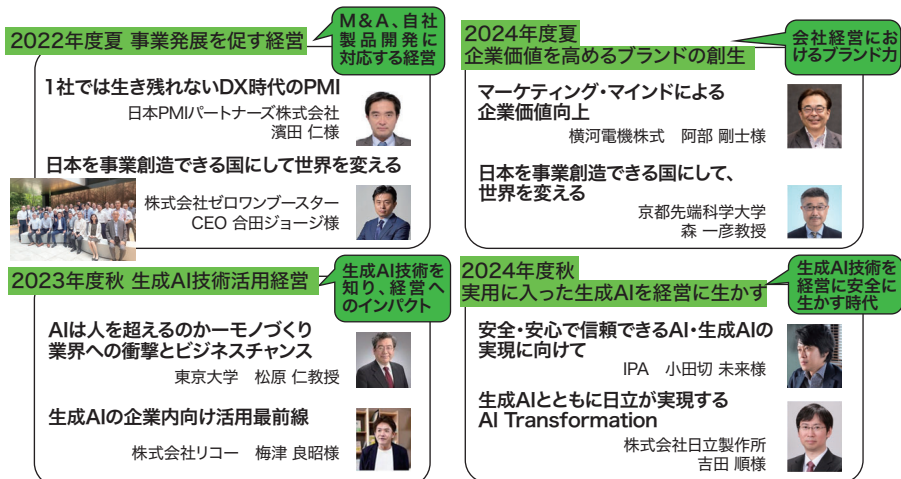 2022年度夏 事業発展を促す経営
M&A、自社
製品開発に
対応する経営
1社では生き残れないDX時代のPMI
日本PMIパートナーズ株式会社
濱田 仁様
日本を事業創造できる国にして世界を変える
株式会社ゼロワンブースター
CEO 合田ジョージ様
2024年度夏
企業価値を高めるブランドの創生
会社経営にお
けるブランド力
マーケティング・マインドによる
企業価値向上
横河電機株式　阿部 剛士様
日本を事業創造できる国にして、
世界を変える
京都先端科学大学
森 一彦教授
2023年度秋 生成AI技術活用経営
生成AI技術を
知り、経営へ
のインパクト
AIは人を超えるのかーモノづくり
業界への衝撃とビジネスチャンス
東京大学　松原 仁教授
生成AIの企業内向け活用最前線
株式会社リコー　梅津 良昭様
2024年度秋
実用に入った生成AIを経営に生かす
生成AI技術を
経営に安全に
生かす時代
安全・安心で信頼できるAI・生成AIの
実現に向けて
IPA　小田切 未来様
生成AIとともに日立が実現する
AI Transformation
株式会社日立製作所
吉田 順様